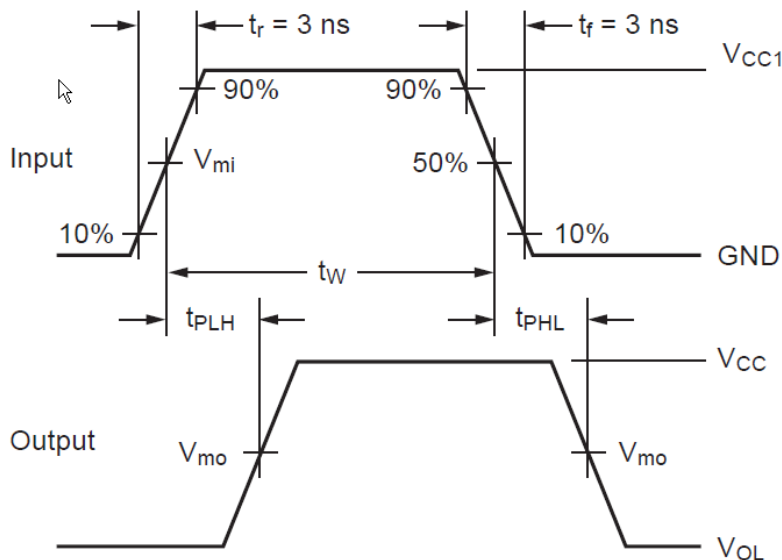 tr = 3 ns
tf = 3 ns
VCC1
90%
90%
Input
Vmi
50%
10%
10%
GND
tW
tPLH
tPHL
VCC
Output
Vmo
Vmo
VOL